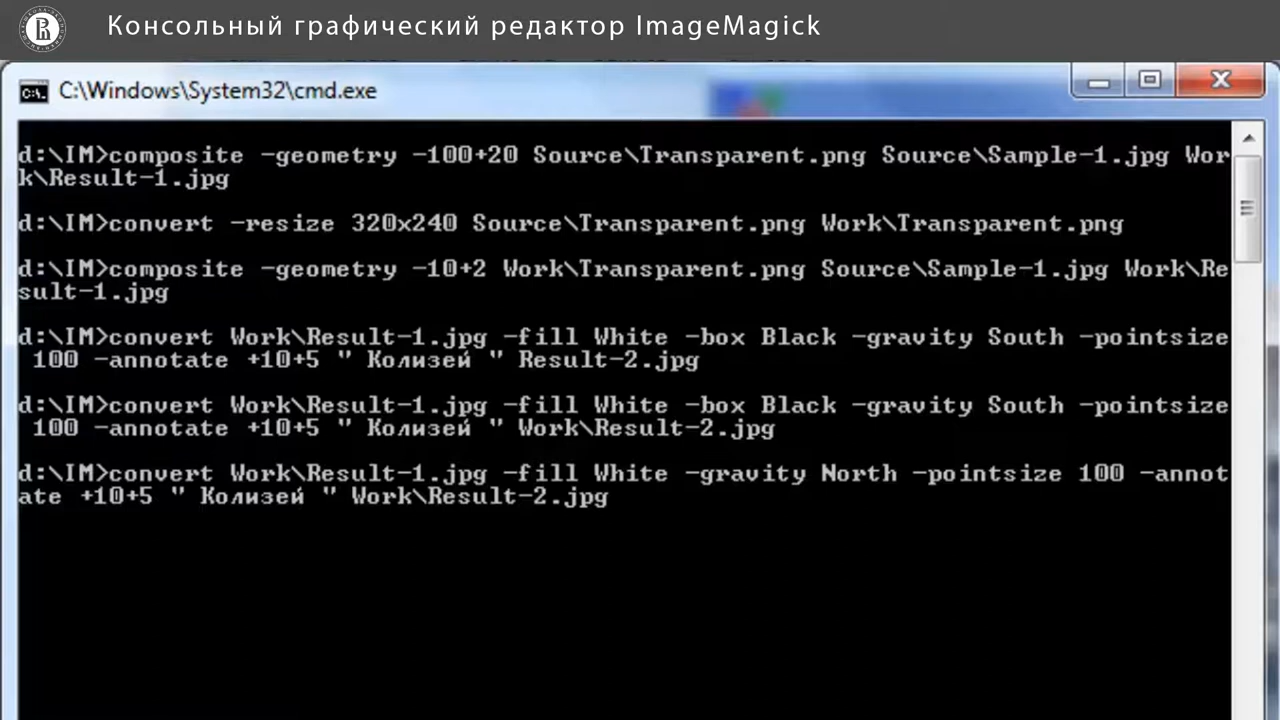 Консольный графический редактор ImageMagick
C:\Windows\System32\cmd.exe
d:\IM>composite -geometry -100+20 Source\Transparent.png Source\Sample-1.jpg Wor
k\Result-1.jpg
d:\IM>convert -resize 320x240 Source\Transparent.png Work\Transparent.png
d:\IM>composite -geometry -10+2 Work\Transparent.png Source\Sample-1.jpg Work\Re
sult-1.jpg
d:\IM>convert Work\Result-1.jpg -fill White -box Black -gravity South -pointsize
100 -annotate +10+5 " Колизей " Result-2.jpg
d:\IM>convert Work\Result-1.jpg -fill White -box Black -gravity South -pointsize
100 -annotate +10+5 " Колизей " Work\Result-2.jpg
d:\IM>convert Work\Result-1.jpg -fill White -gravity North -pointsize 100 -annot
ate +10+5 " Колизей " Work\Result-2.jpg